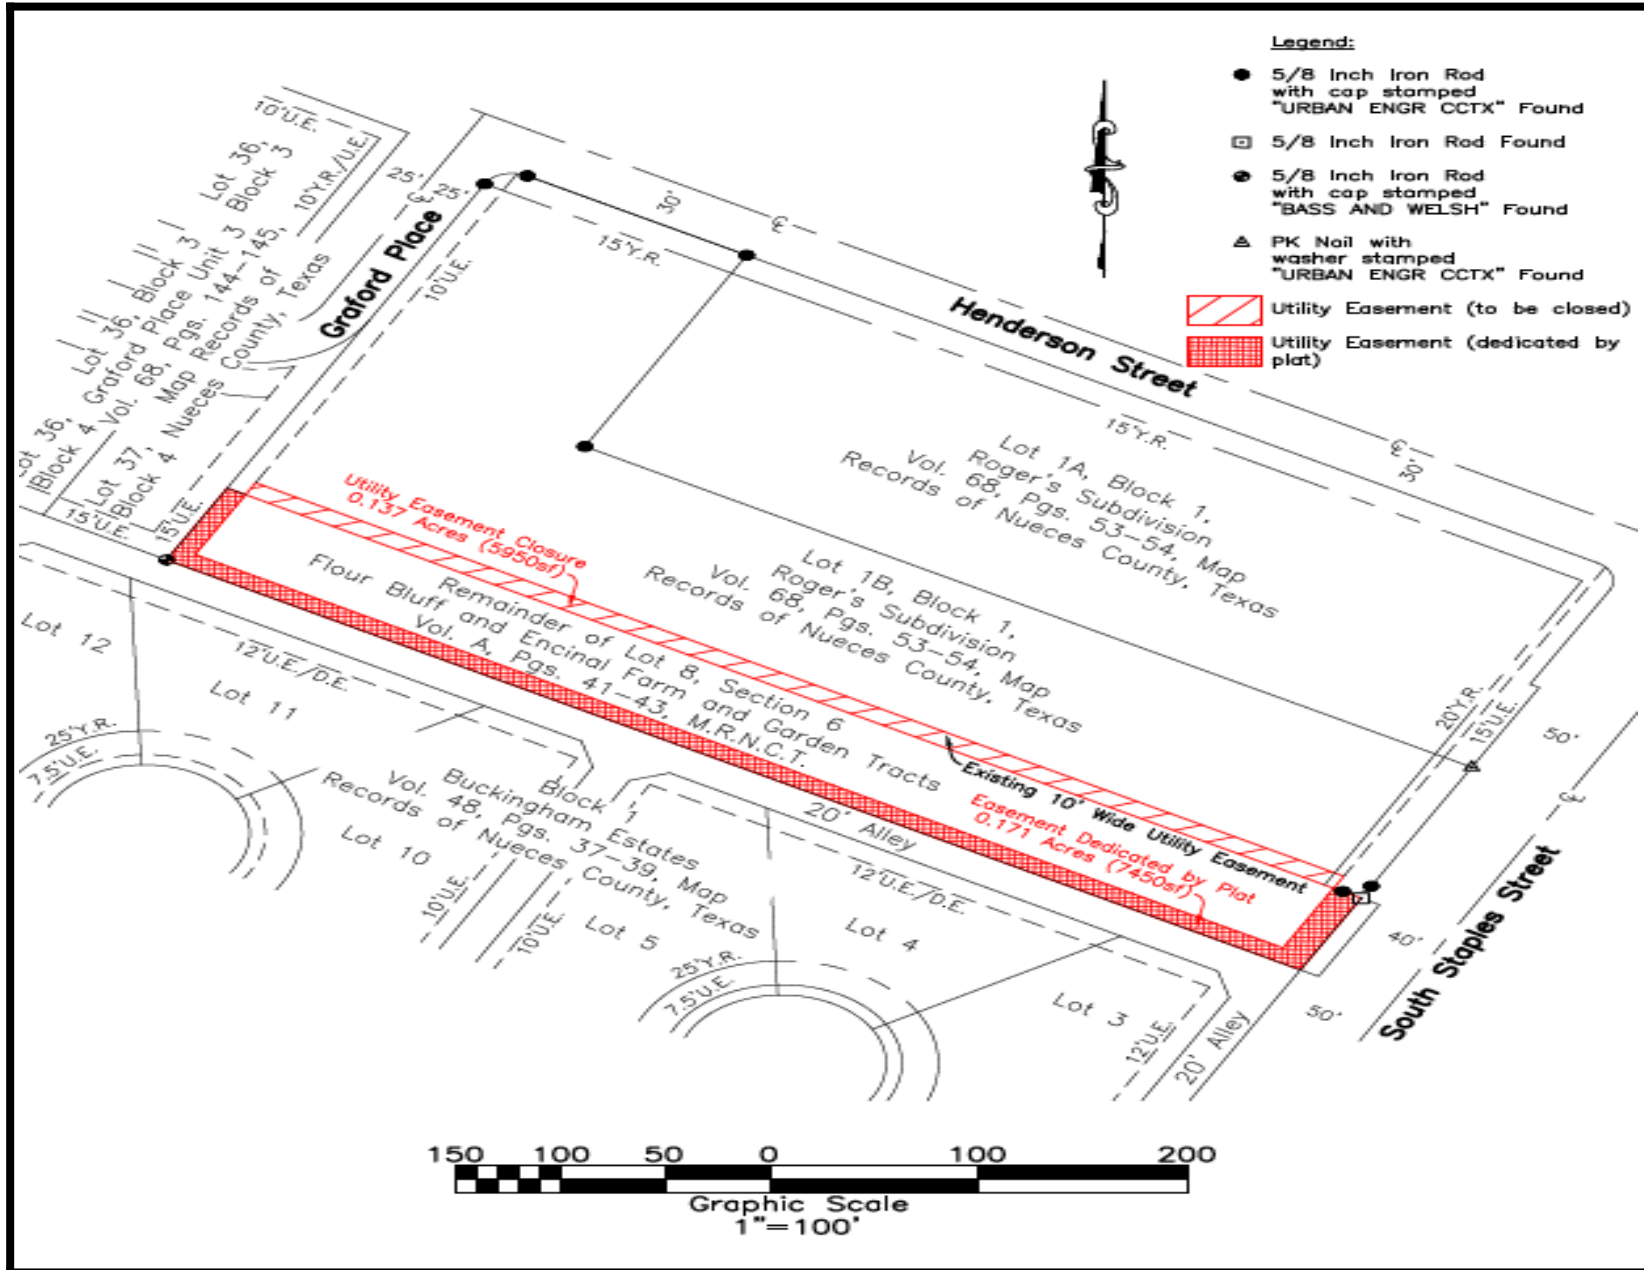 Legend:
5/8 Inch Iron Rod
with cap stamped
"URBAN ENGR CCTX" Found
5/8 Inch Iron Rod Found
5/8 Inch Iron Rod
with cap stamped
"BASS AND WELSH" Found
PK Nail with
washer stamped
"URBAN ENGR CCTX" Found
Utility Easement (to be closed)
Utility Easement (dedicated by
plat)
10'U.E.
Lot 36,
Block 3
10'Y.R./U.E.
25'
25'
Graford Place
10'U.E.
30'
15'Y.R.
Henderson Street
15'Y.R.
30'
Lot 36, Block 3
Graford Place Unit 3
Vol. 68, Pgs. 144-145,
Map Records of
Nueces County, Texas
Lot 36,
Block 4
Lot 37,
Block 4
15'U.E.
15'U.E.
Lot 1A, Block 1,
Roger's Subdivision
Vol. 68, Pgs. 53-54, Map
Records of Nueces County, Texas
Lot 1B, Block 1,
Roger's Subdivision
Vol. 68, Pgs. 53-54, Map
Records of Nueces County, Texas
Utility Easement Closure
0.137 Acres (5950sf)
Remainder of Lot 8, Section 6
Flour Bluff and Encinal Farm and Garden Tracts
Vol. A, Pgs. 41-43, M.R.N.C.T.
Existing 10' Wide Utility Easement
Easement Dedicated by Plat
0.171 Acres (7450sf)
20'Y.R.
15'U.E.
50'
40'
50'
South Staples Street
20' Alley
20' Alley
Lot 12
12'U.E./D.E.
Lot 11
25'Y.R.
7.5'U.E.
Block 1
Buckingham Estates
Vol. 48, Pgs. 37-39, Map
Records of Nueces County, Texas
Lot 10
10'U.E.
10'U.E.
Lot 5
12'U.E./D.E.
Lot 4
25'Y.R.
7.5'U.E.
Lot 3
12'U.E.
150 100 50 0 100 200
Graphic Scale
1"=100'